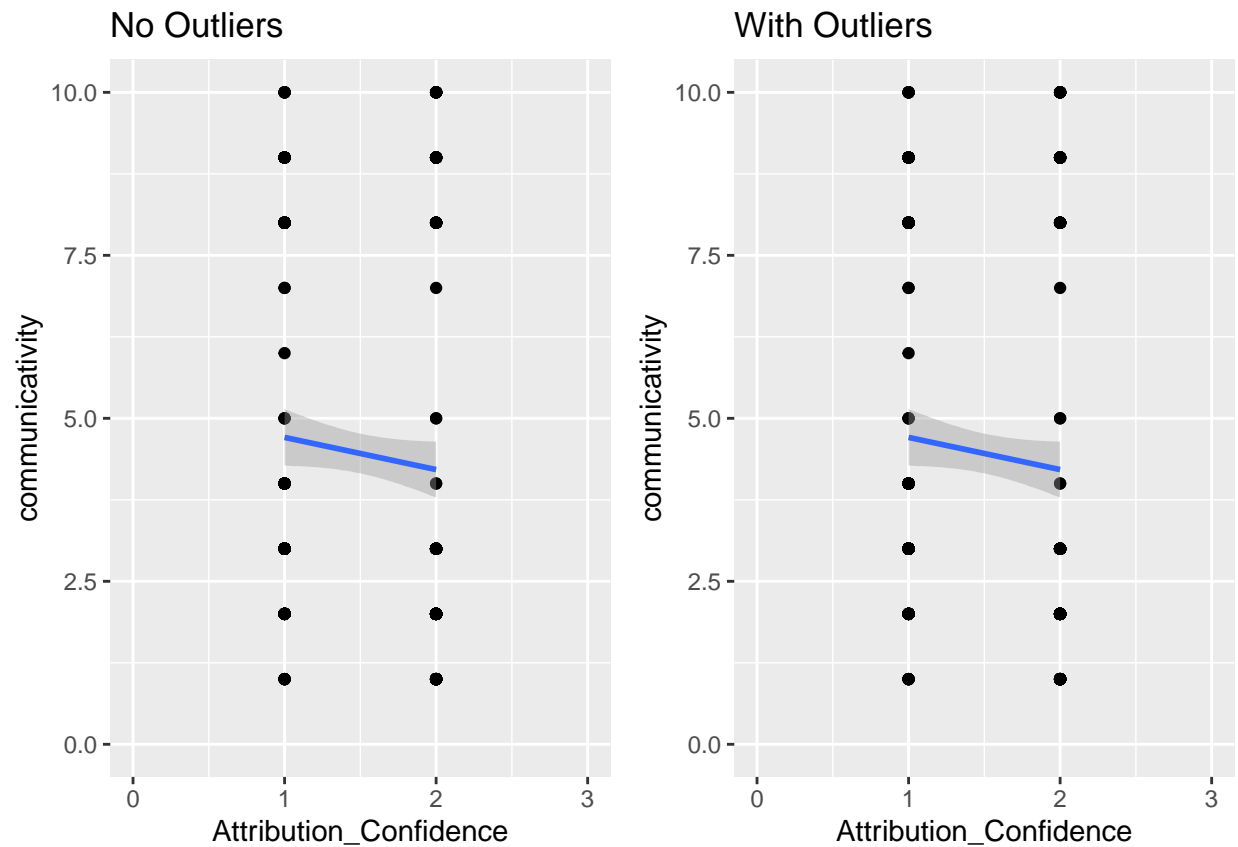 No Outliers
10.0
7.5
5.0
2.5
0.0
communicativity
0 1 2 3
Attribution_Confidence
With Outliers
10.0
7.5
5.0
2.5
0.0
communicativity
0 1 2 3
Attribution_Confidence